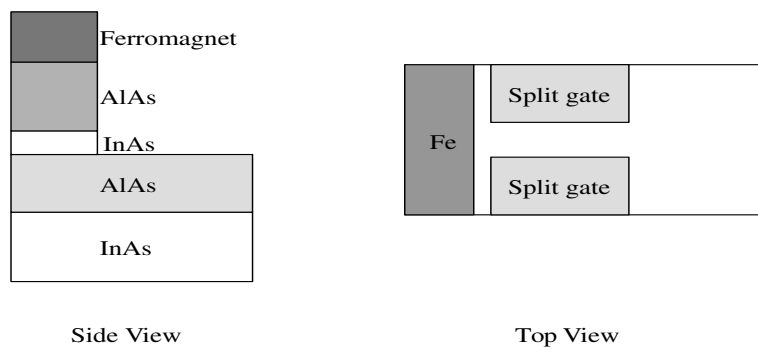 Ferromagnet
AlAs
InAs
AlAs
InAs
Side View
Split gate
Fe
Split gate
Top View